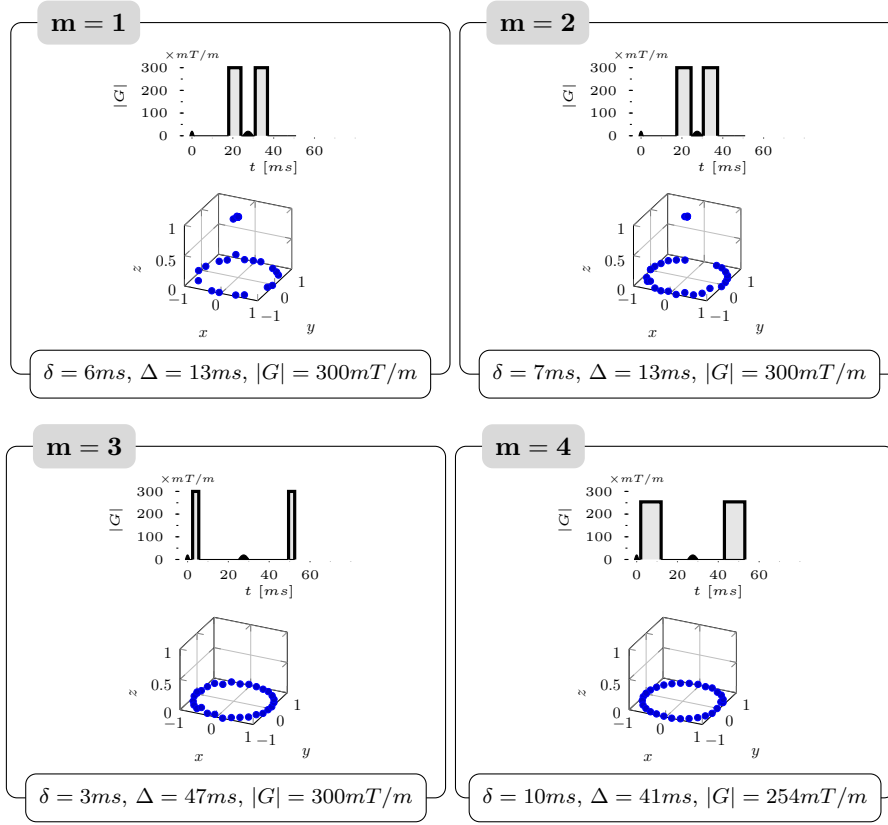 m = 1
×mT/m
300
200
100
0
|G|
0 20 40 60
t [ms]
1
0.5
0
z
−1
0
1
x
−1
0
1
y
δ = 6ms, Δ = 13ms, |G| = 300mT/m
m = 2
×mT/m
300
200
100
0
|G|
0 20 40 60
t [ms]
1
0.5
0
z
−1
0
1
x
−1
0
1
y
δ = 7ms, Δ = 13ms, |G| = 300mT/m
m = 3
×mT/m
300
200
100
0
|G|
0 20 40 60
t [ms]
1
0.5
0
z
−1
0
1
x
−1
0
1
y
δ = 3ms, Δ = 47ms, |G| = 300mT/m
m = 4
×mT/m
300
200
100
0
|G|
0 20 40 60
t [ms]
1
0.5
0
z
−1
0
1
x
−1
0
1
y
δ = 10ms, Δ = 41ms, |G| = 254mT/m